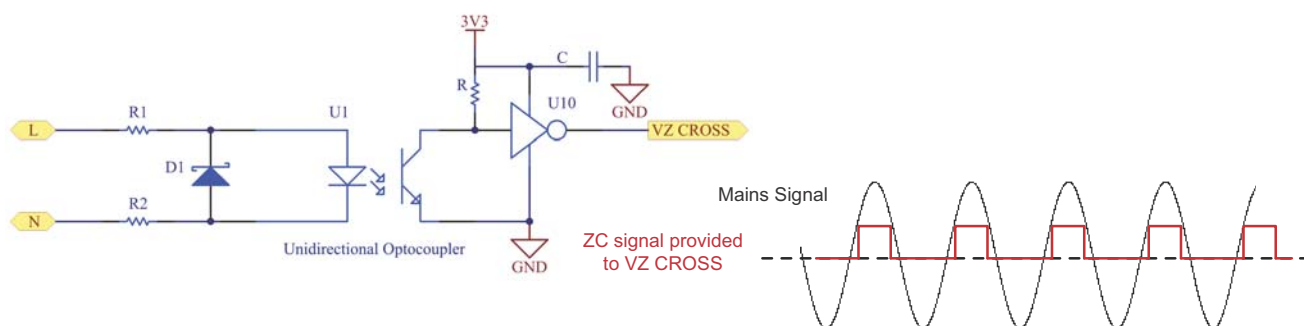 3V3
C
R
GND
U10
R1
U1
L
VZ CROSS
D1
R2
N
Unidirectional Optocoupler
GND
Mains Signal
ZC signal provided
to VZ CROSS